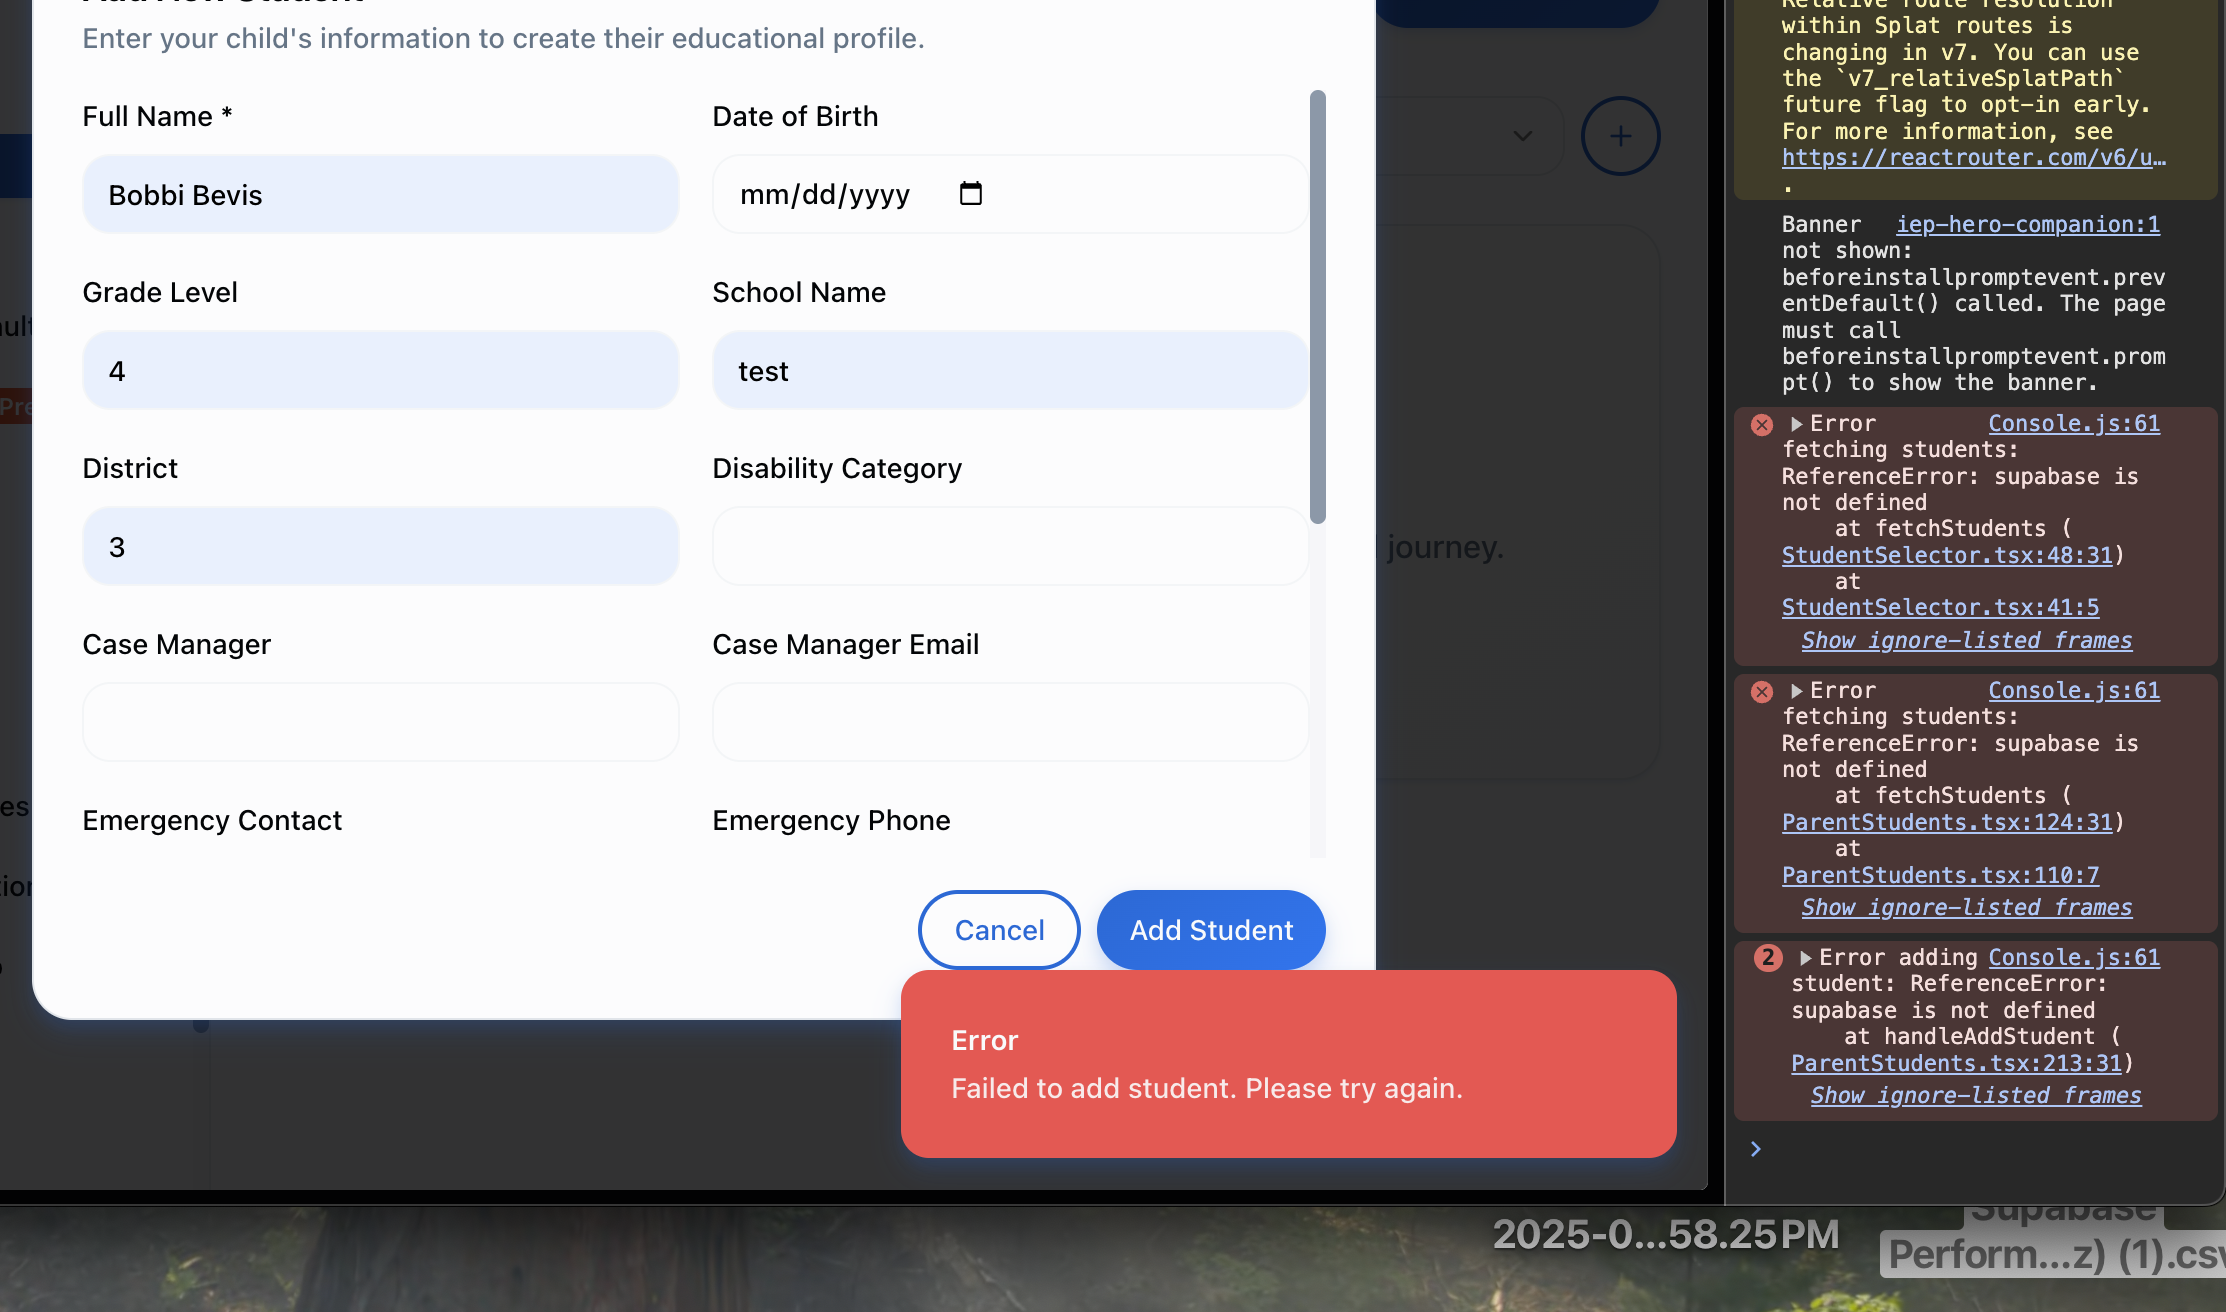 Enter your child's information to create their educational profile.
Full Name *
Date of Birth
Bobbi Bevis
mm/dd/yyyy
Grade Level
School Name
4
test
District
Disability Category
3
journey.
Case Manager
Case Manager Email
Emergency Contact
Emergency Phone
Cancel
Add Student
Error
Failed to add student. Please try again.
Relative route resolution
within Splat routes is
changing in v7. You can use
the `v7_relativeSplatPath`
future flag to opt-in early.
For more information, see
https://reactrouter.com/v6/u…
.
Banner iep-hero-companion:1
not shown:
beforeinstallpromptevent.prev
entDefault() called. The page
must call
beforeinstallpromptevent.prom
pt() to show the banner.
Error Console.js:61
fetching students:
ReferenceError: supabase is
not defined
at fetchStudents (
StudentSelector.tsx:48:31)
at
StudentSelector.tsx:41:5
Show ignore-listed frames
Error Console.js:61
fetching students:
ReferenceError: supabase is
not defined
at fetchStudents (
ParentStudents.tsx:124:31)
at
ParentStudents.tsx:110:7
Show ignore-listed frames
2 Error adding Console.js:61
student: ReferenceError:
supabase is not defined
at handleAddStudent (
ParentStudents.tsx:213:31)
Show ignore-listed frames
2025-0...58.25 PM
Supabase
Perform...z) (1).csv